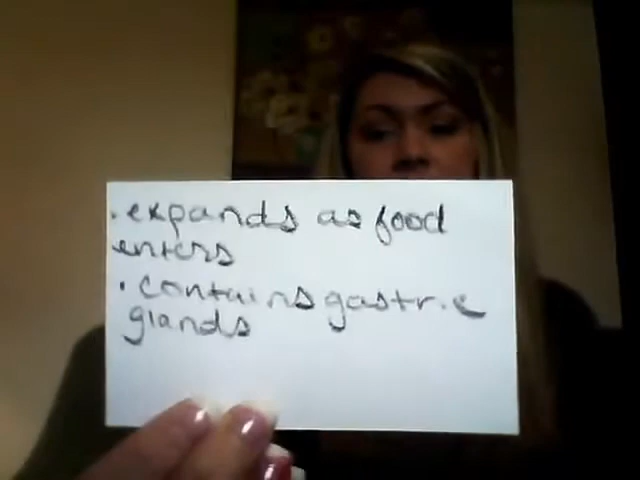 · expands as food
enters
· contains gastric
glands